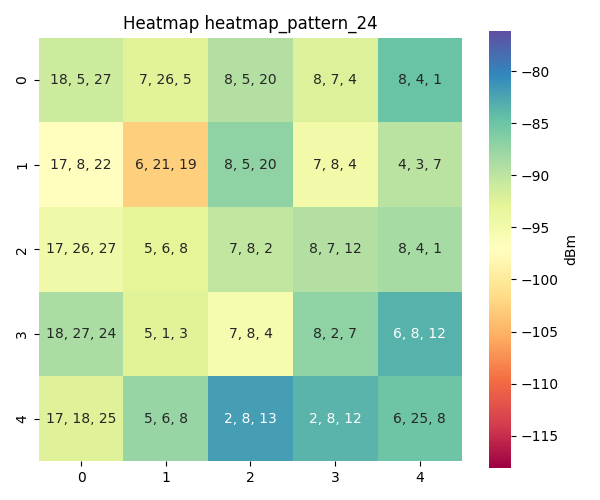 Heatmap heatmap_pattern_24
0 18, 5, 27 7, 26, 5 8, 5, 20 8, 7, 4 8, 4, 1
1 17, 8, 22 6, 21, 19 8, 5, 20 7, 8, 4 4, 3, 7
2 17, 26, 27 5, 6, 8 7, 8, 2 8, 7, 12 8, 4, 1
3 18, 27, 24 5, 1, 3 7, 8, 4 8, 2, 7 6, 8, 12
4 17, 18, 25 5, 6, 8 2, 8, 13 2, 8, 12 6, 25, 8
0 1 2 3 4
−80
−85
−90
−95
−100
−105
−110
−115
dBm